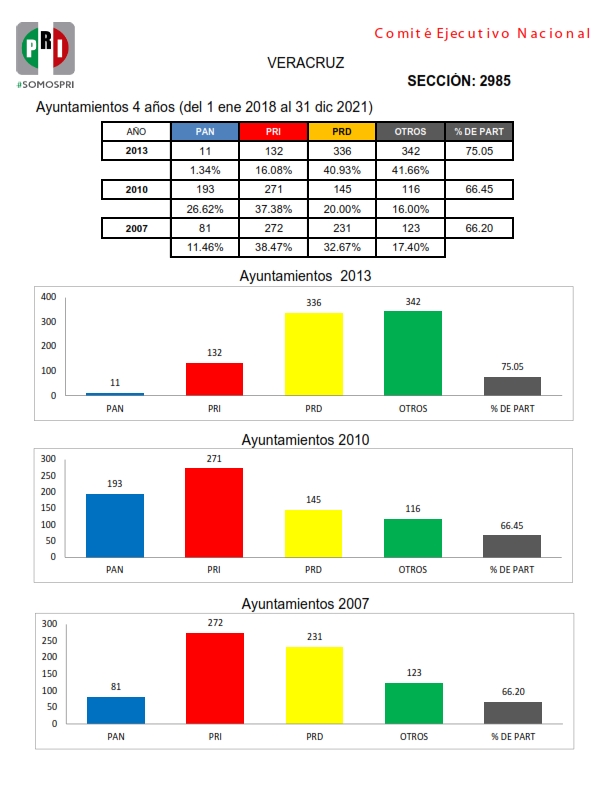 PRI
#SOMOSPRI
Comité Ejecutivo Nacional
VERACRUZ
SECCIÓN: 2985
Ayuntamientos 4 años (del 1 ene 2018 al 31 dic 2021)
AÑO PAN PRI PRD OTROS % DE PART
2013 11 132 336 342 75.05
1.34% 16.08% 40.93% 41.66%
2010 193 271 145 116 66.45
26.62% 37.38% 20.00% 16.00%
2007 81 272 231 123 66.20
11.46% 38.47% 32.67% 17.40%
Ayuntamientos 2013
400
300
200
100
0
11
132
336
342
75.05
PAN PRI PRD OTROS % DE PART
Ayuntamientos 2010
300
250
200
150
100
50
0
193
271
145
116
66.45
PAN PRI PRD OTROS % DE PART
Ayuntamientos 2007
300
250
200
150
100
50
0
81
272
231
123
66.20
PAN PRI PRD OTROS % DE PART